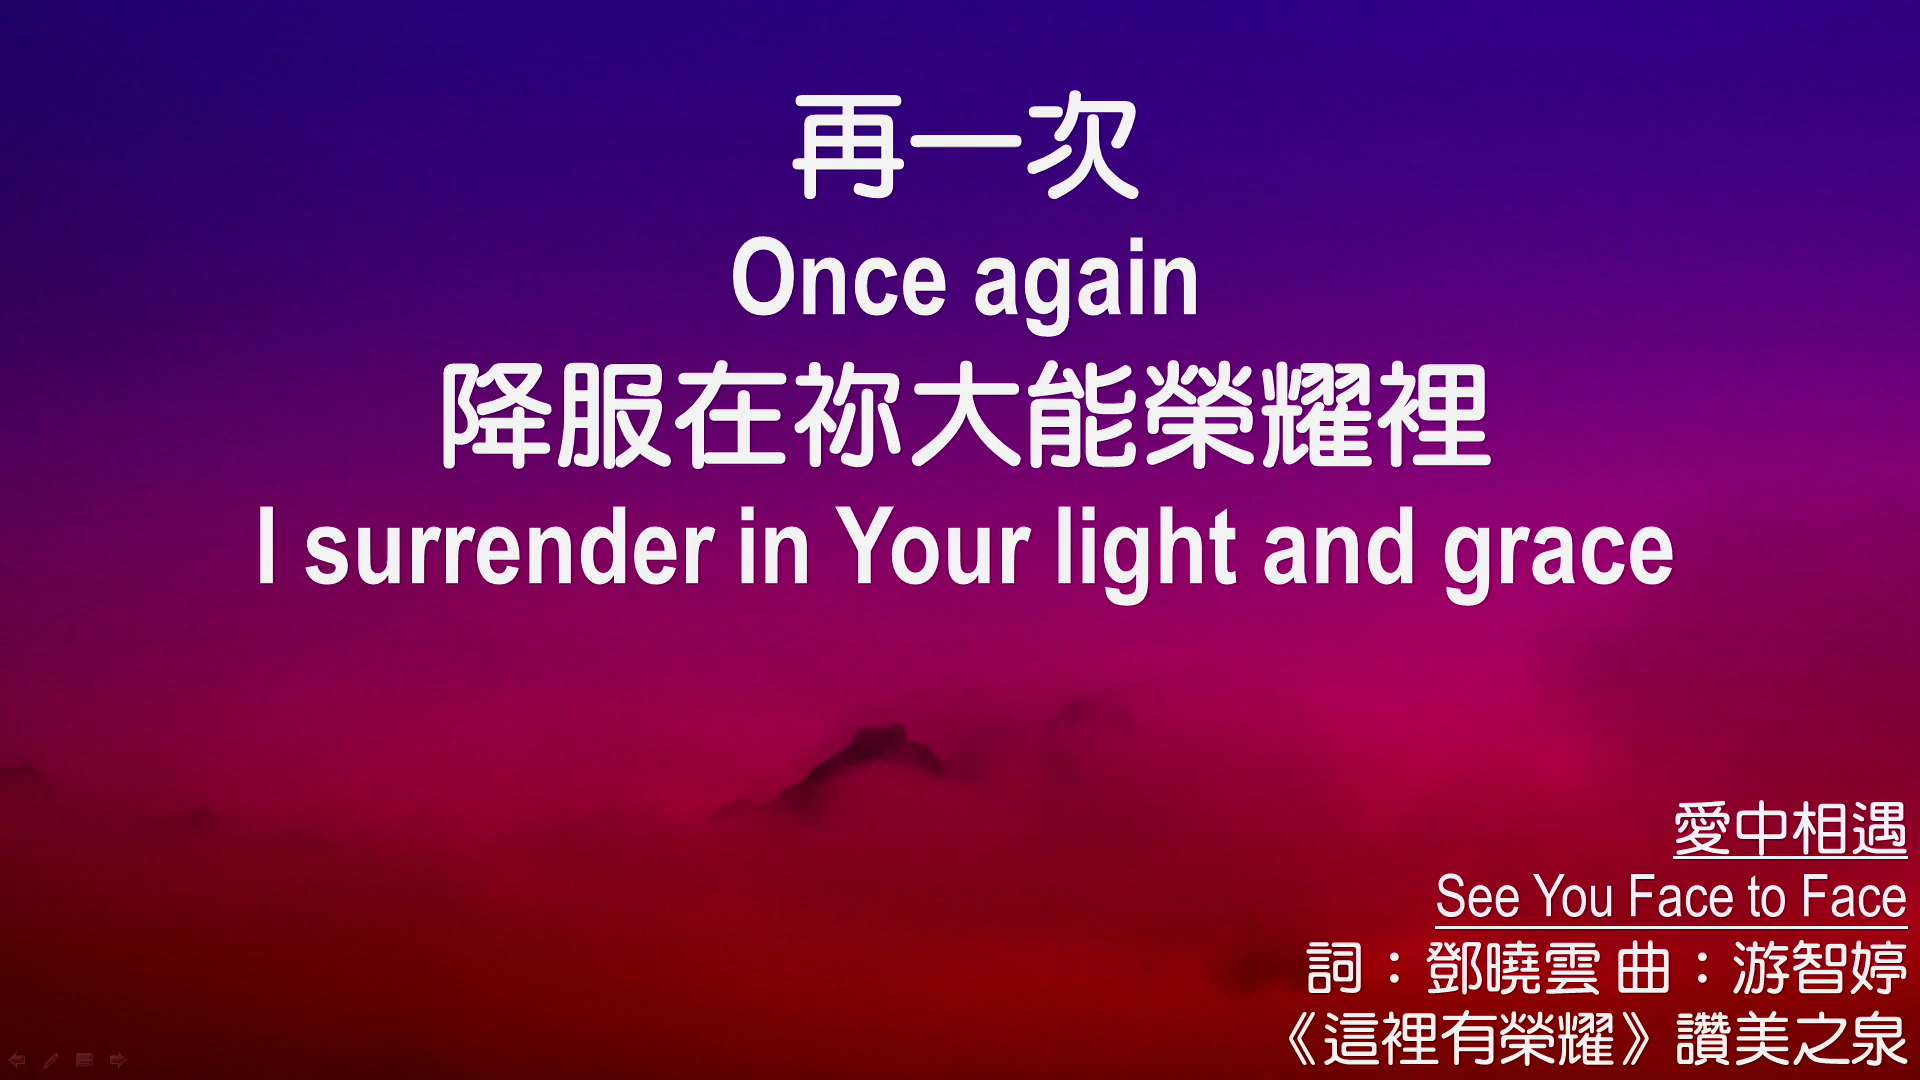 再一次
Once again
降服在祢大能榮耀裡
I surrender in Your light and grace
愛中相遇
See You Face to Face
詞：鄧曉雲 曲：游智婷
《這裡有榮耀》讚美之泉